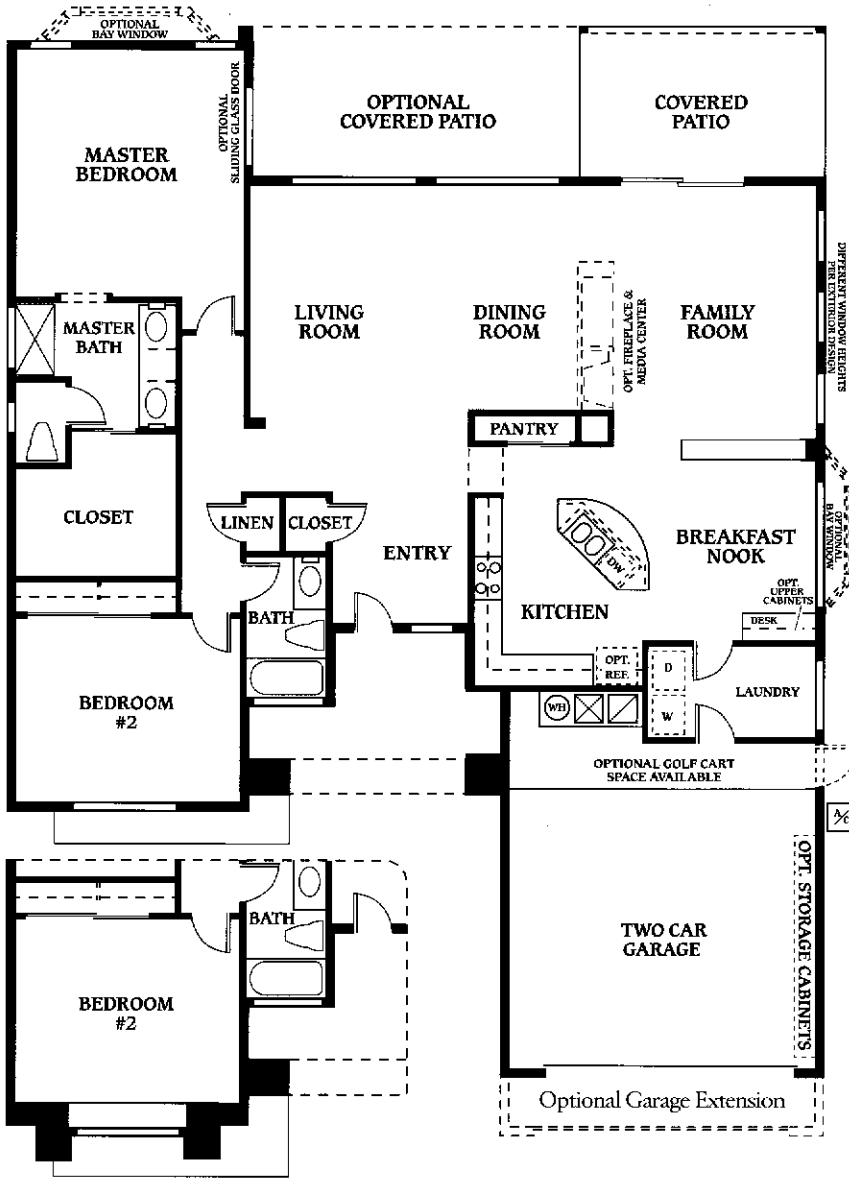 OPTIONAL
BAY WINDOW
OPTIONAL
SLIDING GLASS DOOR
OPTIONAL
COVERED PATIO
COVERED
PATIO
MASTER
BEDROOM
LIVING
ROOM
DINING
ROOM
OPT. FIREPLACE &
MEDIA CENTER
FAMILY
ROOM
DIFFERENT WINDOW HEIGHTS
PER EXTERIOR DESIGN
MASTER
BATH
PANTRY
CLOSET
LINEN
CLOSET
ENTRY
DW
BREAKFAST
NOOK
OPTIONAL
BAY WINDOW
OPT.
UPPER
CABINETS
DESK
KITCHEN
BATH
OPT.
REF.
D
W
LAUNDRY
BEDROOM
#2
WH
OPTIONAL GOLF CART
SPACE AVAILABLE
A/C
OPT. STORAGE CABINETS
TWO CAR
GARAGE
BATH
BEDROOM
#2
Optional Garage Extension